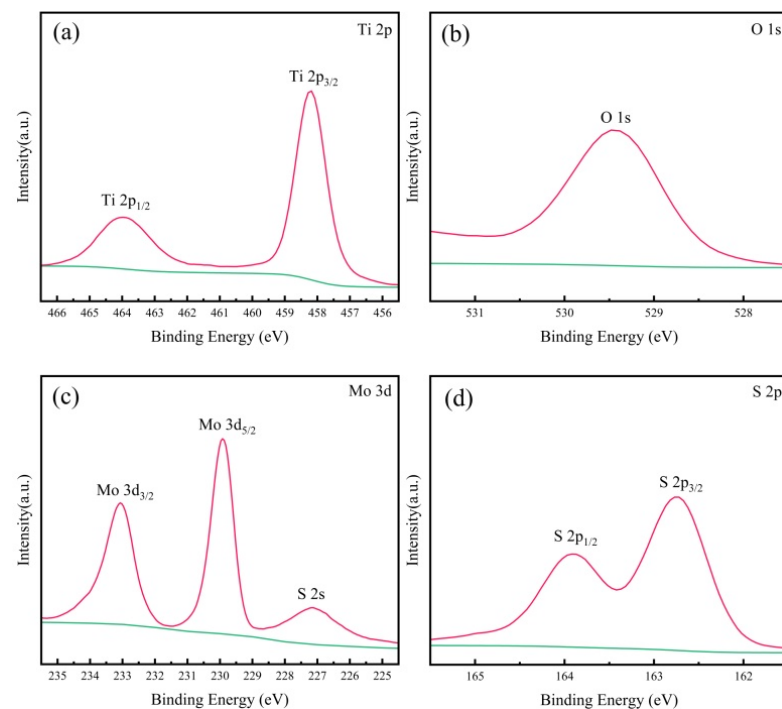 (a) Ti 2p
Ti 2p3/2
Ti 2p1/2
Intensity(a.u.)
466 465 464 463 462 461 460 459 458 457 456
Binding Energy (eV)
(b) O 1s
O 1s
Intensity(a.u.)
531 530 529 528
Binding Energy (eV)
(c) Mo 3d
Mo 3d5/2
Mo 3d3/2
S 2s
Intensity(a.u.)
235 234 233 232 231 230 229 228 227 226 225
Binding Energy (eV)
(d) S 2p
S 2p3/2
S 2p1/2
Intensity(a.u.)
165 164 163 162
Binding Energy (eV)